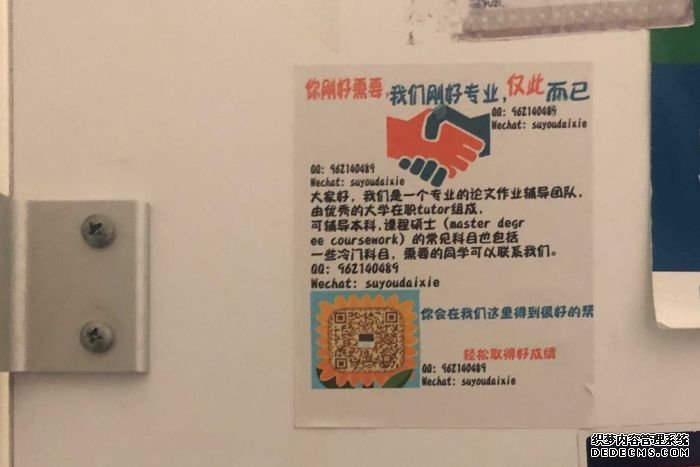 你刚好需要,我们刚好专业,仅此而已
QQ: 962140489
Wechat: suyoudaixie
QQ: 962140489
Wechat: suyoudaixie
大家好，我们是一个专业的论文作业辅导团队，
由优秀的大学在职tutor组成，
可辅导本科,课程硕士 (master degr
ee coursework) 的常见科目也包括
一些冷门科目，需要的同学可以联系我们。
QQ: 962140489
Wechat: suyoudaixie
你会在我们这里得到很好的帮
轻松取得好成绩
QQ: 962140489
Wechat: suyoudaixie
织梦内容管理系统
DEDECMS.COM